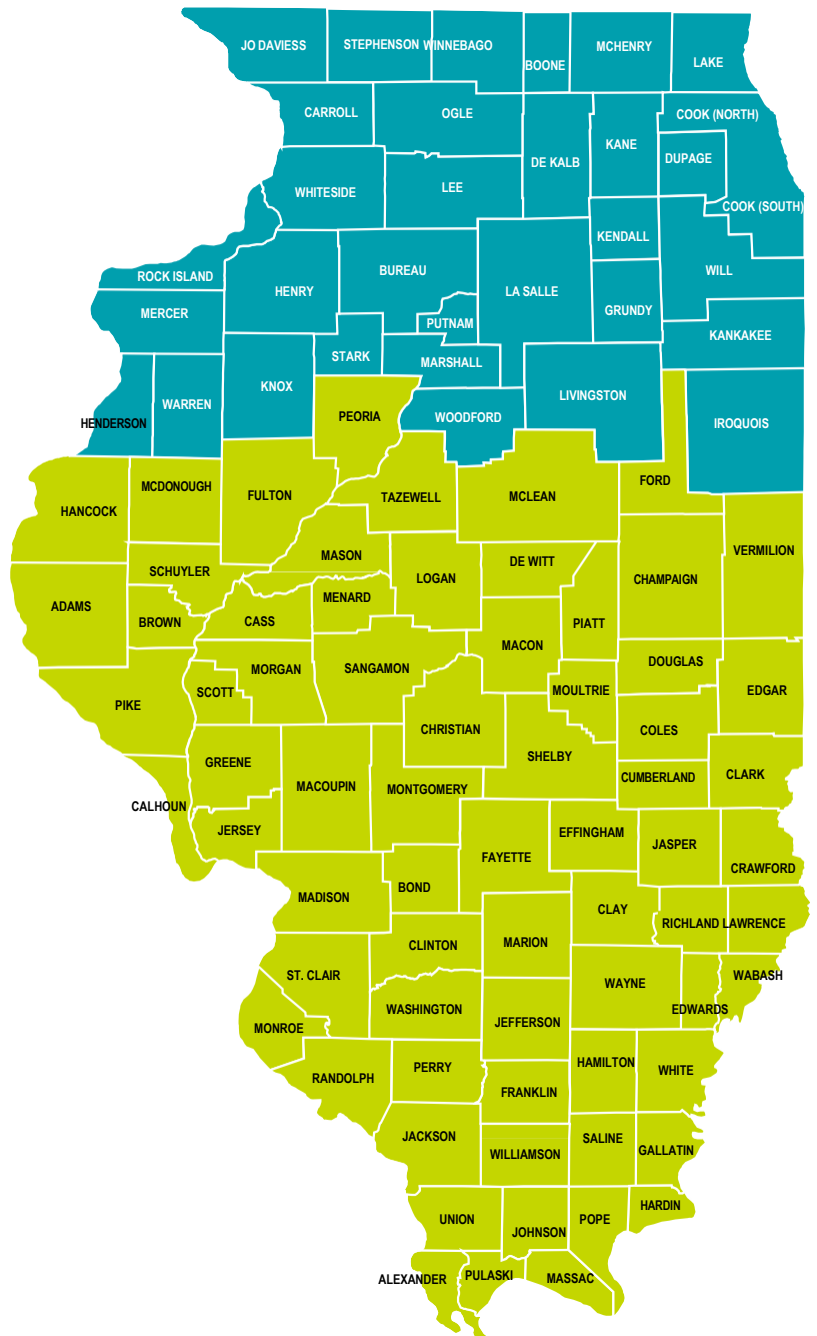 JO DAVIESS
STEPHENSON
WINNEBAGO
BOONE
MCHENRY
LAKE
CARROLL
OGLE
DE KALB
KANE
COOK (NORTH)
DUPAGE
COOK (SOUTH)
WHITESIDE
LEE
KENDALL
ROCK ISLAND
HENRY
BUREAU
LA SALLE
GRUNDY
WILL
MERCER
PUTNAM
KANKAKEE
STARK
MARSHALL
HENDERSON
WARREN
KNOX
PEORIA
WOODFORD
LIVINGSTON
IROQUOIS
HANCOCK
MCDONOUGH
FULTON
TAZEWELL
MCLEAN
FORD
VERMILION
SCHUYLER
MASON
LOGAN
DE WITT
CHAMPAIGN
ADAMS
BROWN
CASS
MENARD
MACON
PIATT
PIKE
SCOTT
MORGAN
SANGAMON
MOULTRIE
DOUGLAS
EDGAR
CHRISTIAN
COLES
SHELBY
GREENE
MACOUPIN
MONTGOMERY
CUMBERLAND
CLARK
CALHOUN
JERSEY
FAYETTE
EFFINGHAM
JASPER
CRAWFORD
MADISON
BOND
CLAY
RICHLAND
LAWRENCE
CLINTON
MARION
ST. CLAIR
WAYNE
WABASH
WASHINGTON
EDWARDS
MONROE
JEFFERSON
RANDOLPH
PERRY
HAMILTON
WHITE
FRANKLIN
JACKSON
WILLIAMSON
SALINE
GALLATIN
UNION
JOHNSON
POPE
HARDIN
ALEXANDER
PULASKI
MASSAC